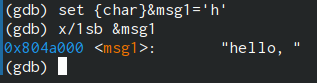 (gdb) set {char}&msg1='h'
(gdb) x/1sb &msg1
0x804a000 <msg1>:        "hello, "
(gdb)